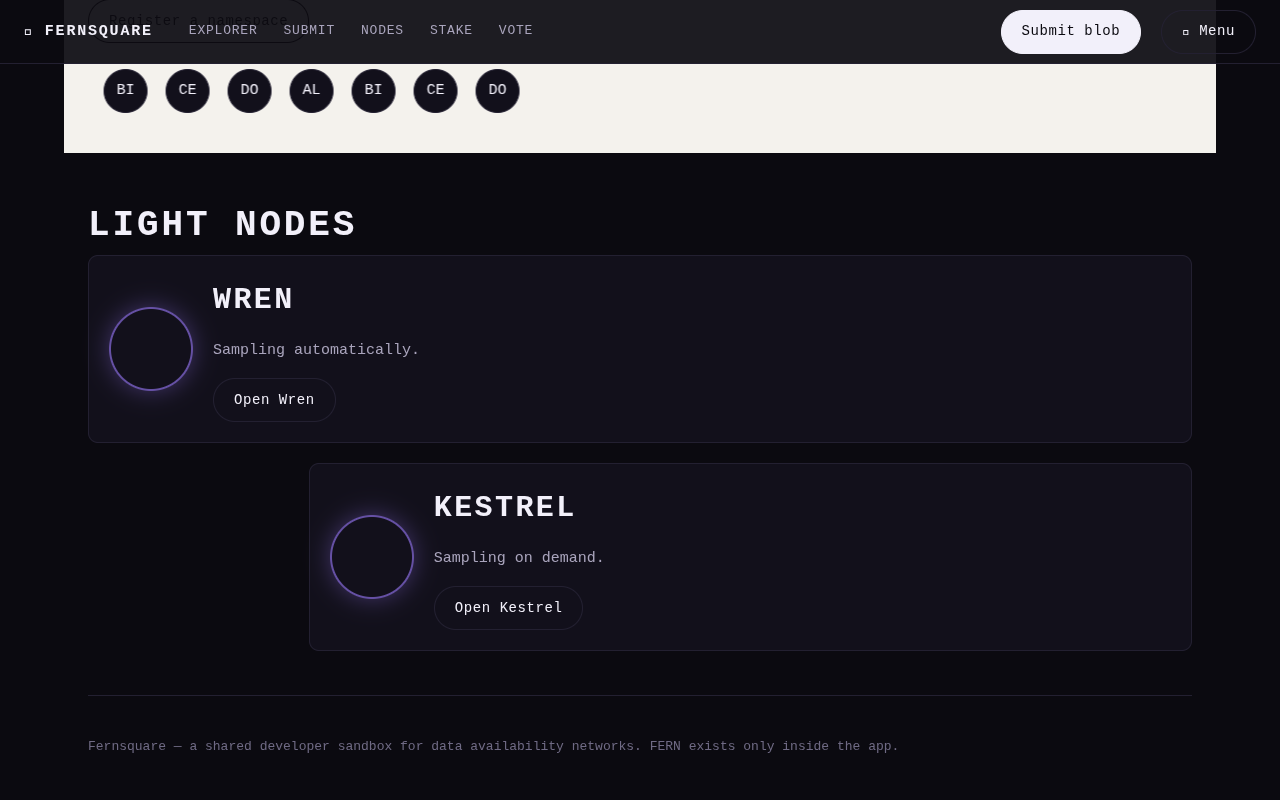 Register a namespace
FERNSQUARE EXPLORER SUBMIT NODES STAKE VOTE Submit blob Menu
BI CE DO AL BI CE DO
LIGHT NODES
WREN
Sampling automatically.
Open Wren
KESTREL
Sampling on demand.
Open Kestrel
Fernsquare — a shared developer sandbox for data availability networks. FERN exists only inside the app.